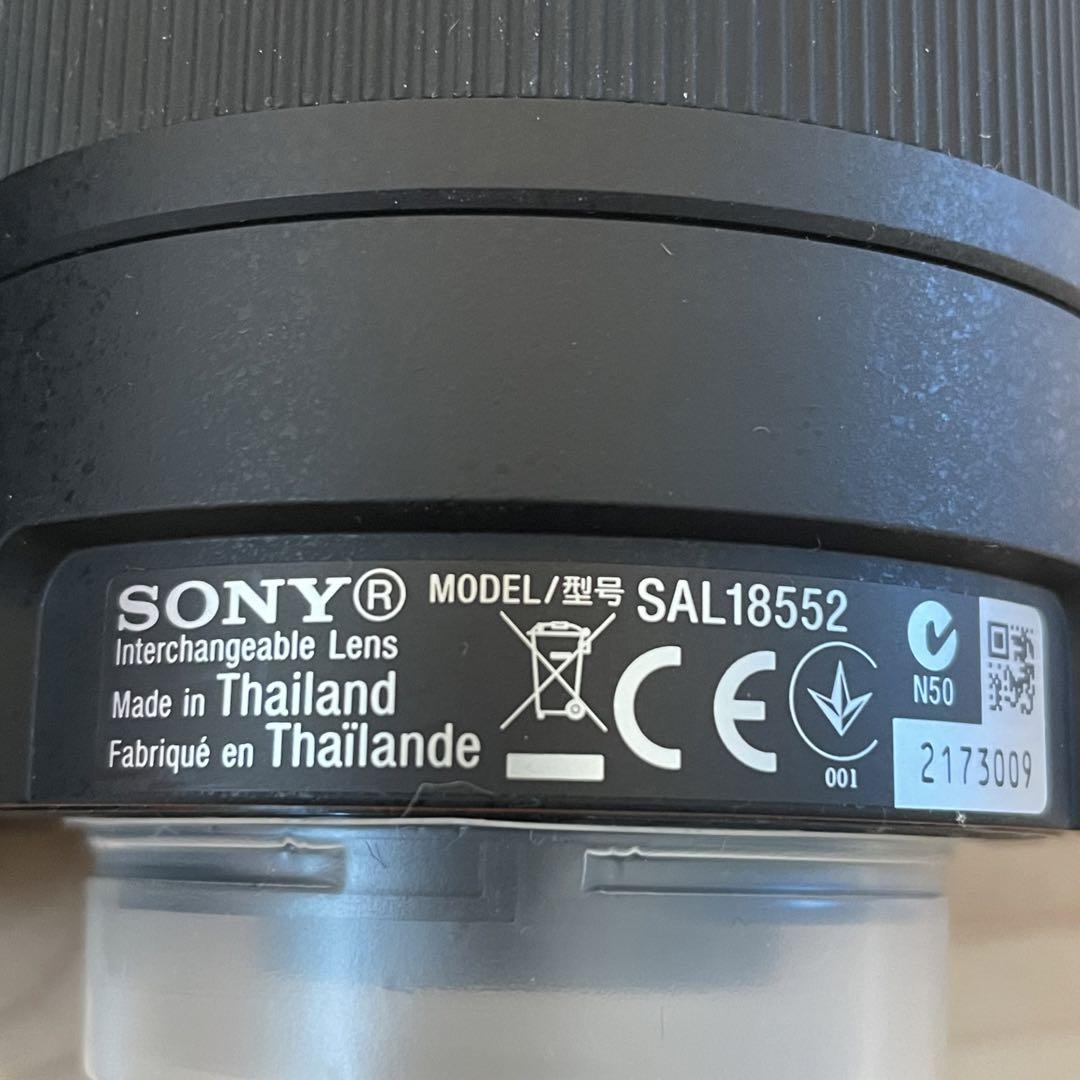 SONY® MODEL/型号 SAL18552
Interchangeable Lens
Made in Thailand
Fabriqué en Thaïlande
001
N50
2173009